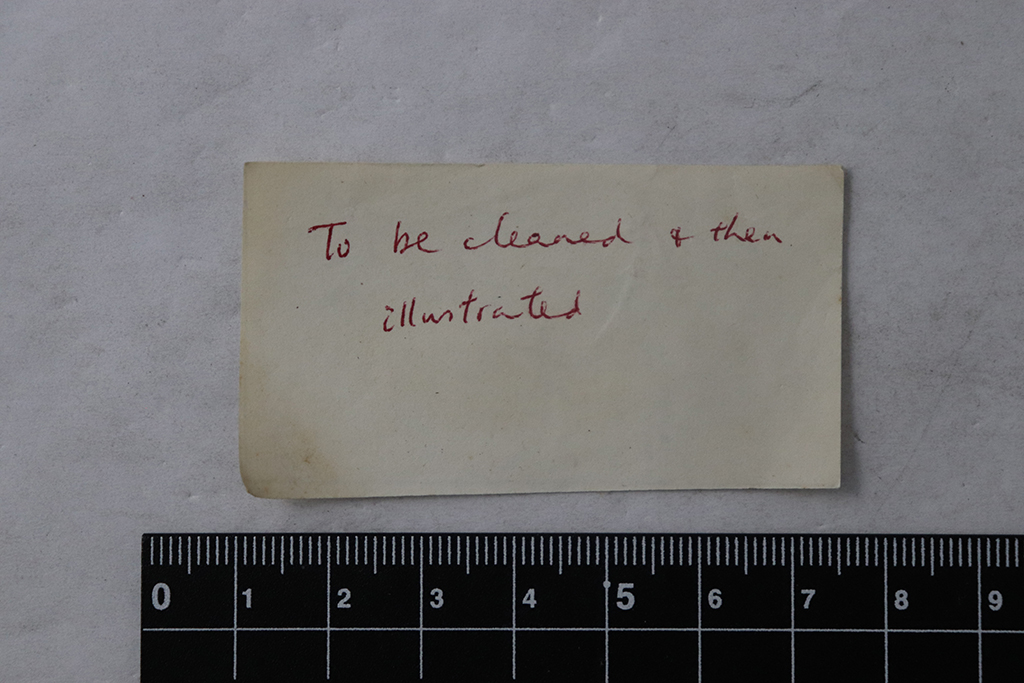 To be cleaned & then
illustrated
0 1 2 3 4 5 6 7 8 9